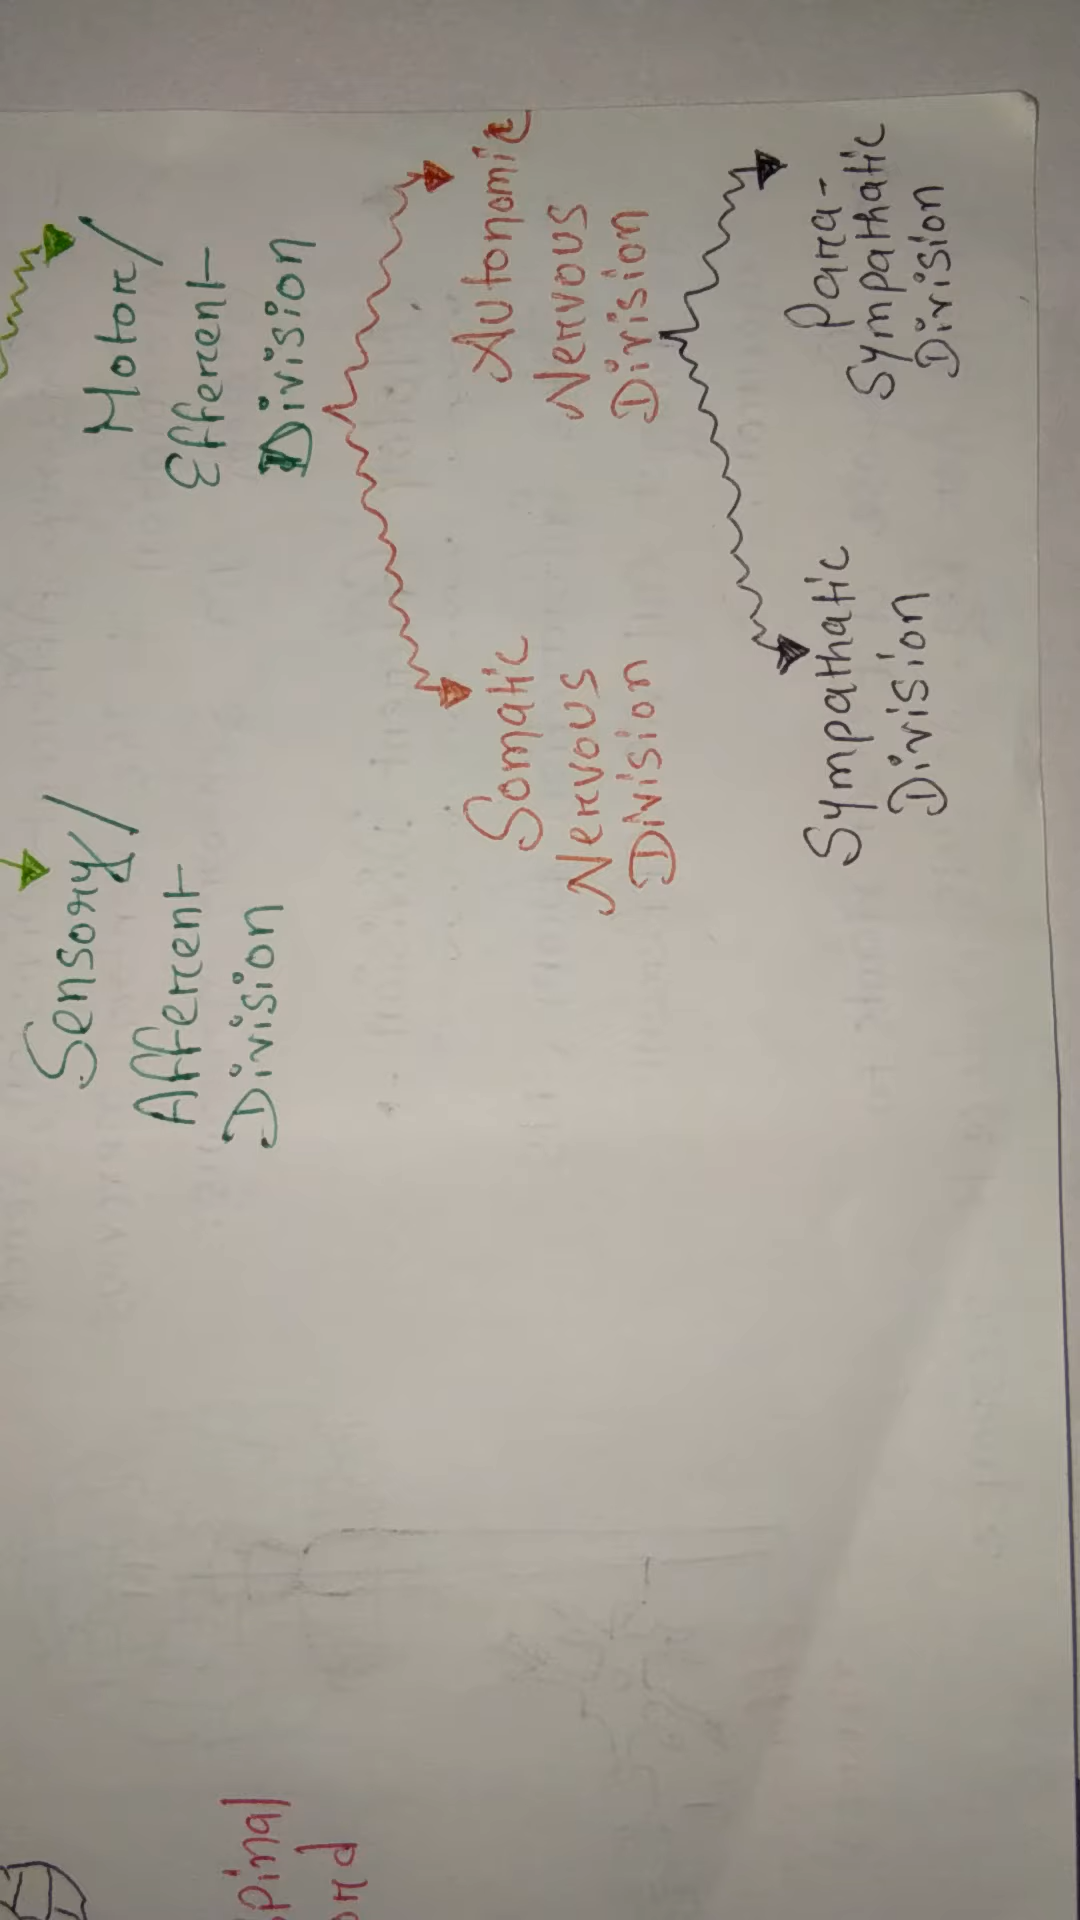 Sensory/
Afferent
Division
Motor/
Efferent
Division
Somatic
Nervous
Division
Autonomic
Nervous
Division
Sympathatic
Division
Para-
Sympathatic
Division
pinal
ord